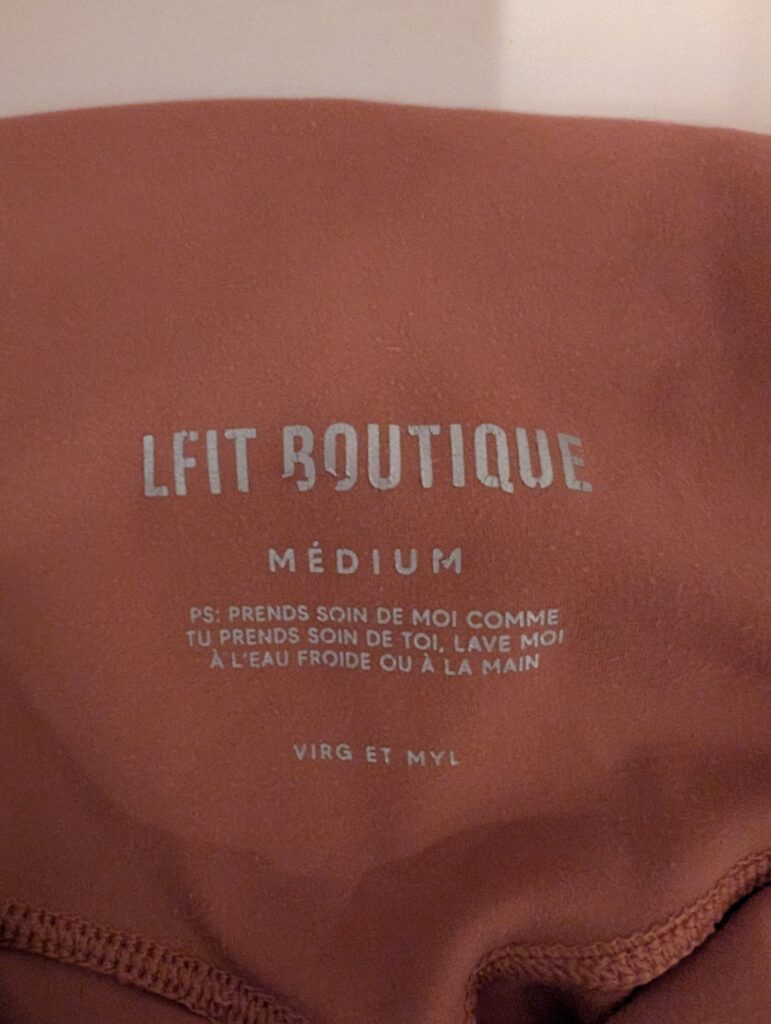 LFIT BOUTIQUE
MÉDIUM
PS: PRENDS SOIN DE MOI COMME
TU PRENDS SOIN DE TOI, LAVE MOI
À L'EAU FROIDE OU À LA MAIN
VIRG ET MYL